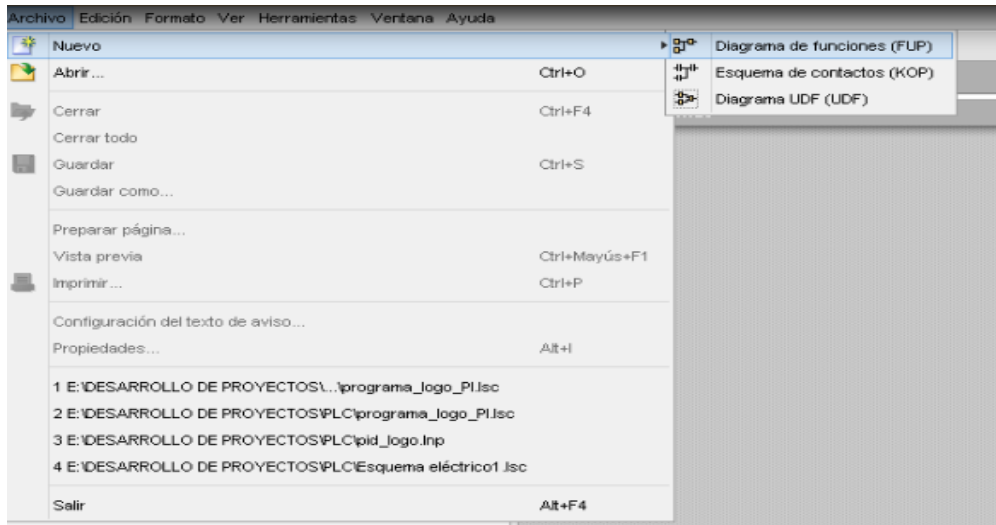 Archivo Edición Formato Ver Herramientas Ventana Ayuda
Nuevo
Diagrama de funciones (FUP)
Esquema de contactos (KOP)
Diagrama UDF (UDF)
Abrir... Ctrl+O
Cerrar Ctrl+F4
Cerrar todo
Guardar Ctrl+S
Guardar como...
Preparar página...
Vista previa Ctrl+Mayús+F1
Imprimir... Ctrl+P
Configuración del texto de aviso...
Propiedades... Alt+I
1 E:\DESARROLLO DE PROYECTOS\...\programa_logo_PI.lsc
2 E:\DESARROLLO DE PROYECTOS\PLC\programa_logo_PI.lsc
3 E:\DESARROLLO DE PROYECTOS\PLC\pid_logo.lnp
4 E:\DESARROLLO DE PROYECTOS\PLC\Esquema eléctrico1.lsc
Salir Alt+F4